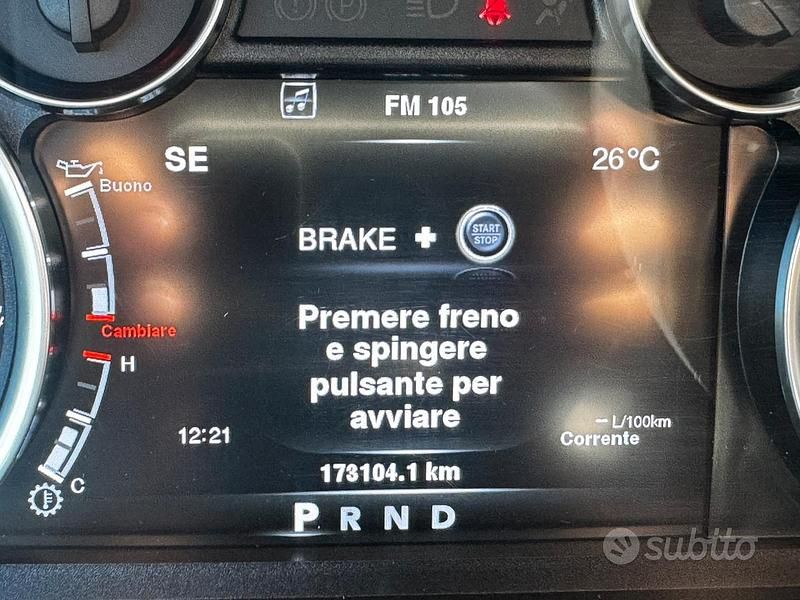 FM 105
SE
26°C
Buono
BRAKE + START STOP
Cambiare
Premere freno
e spingere
pulsante per
avviare
H
12:21
– L/100km
Corrente
C
173104.1 km
P R N D
subito